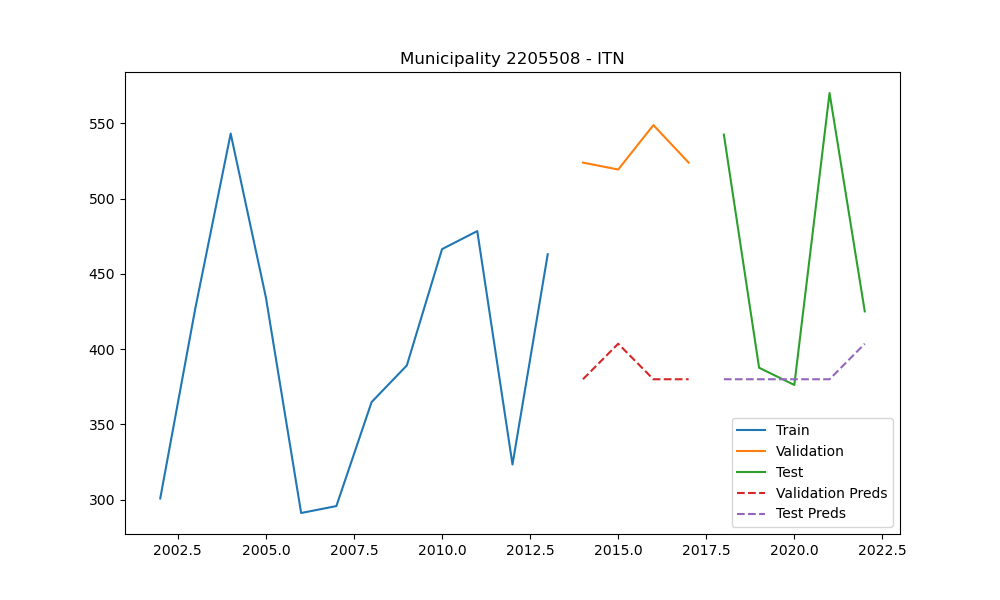 Municipality 2205508 - ITN
550
500
450
400
350
300
2002.5 2005.0 2007.5 2010.0 2012.5 2015.0 2017.5 2020.0 2022.5
Train
Validation
Test
Validation Preds
Test Preds